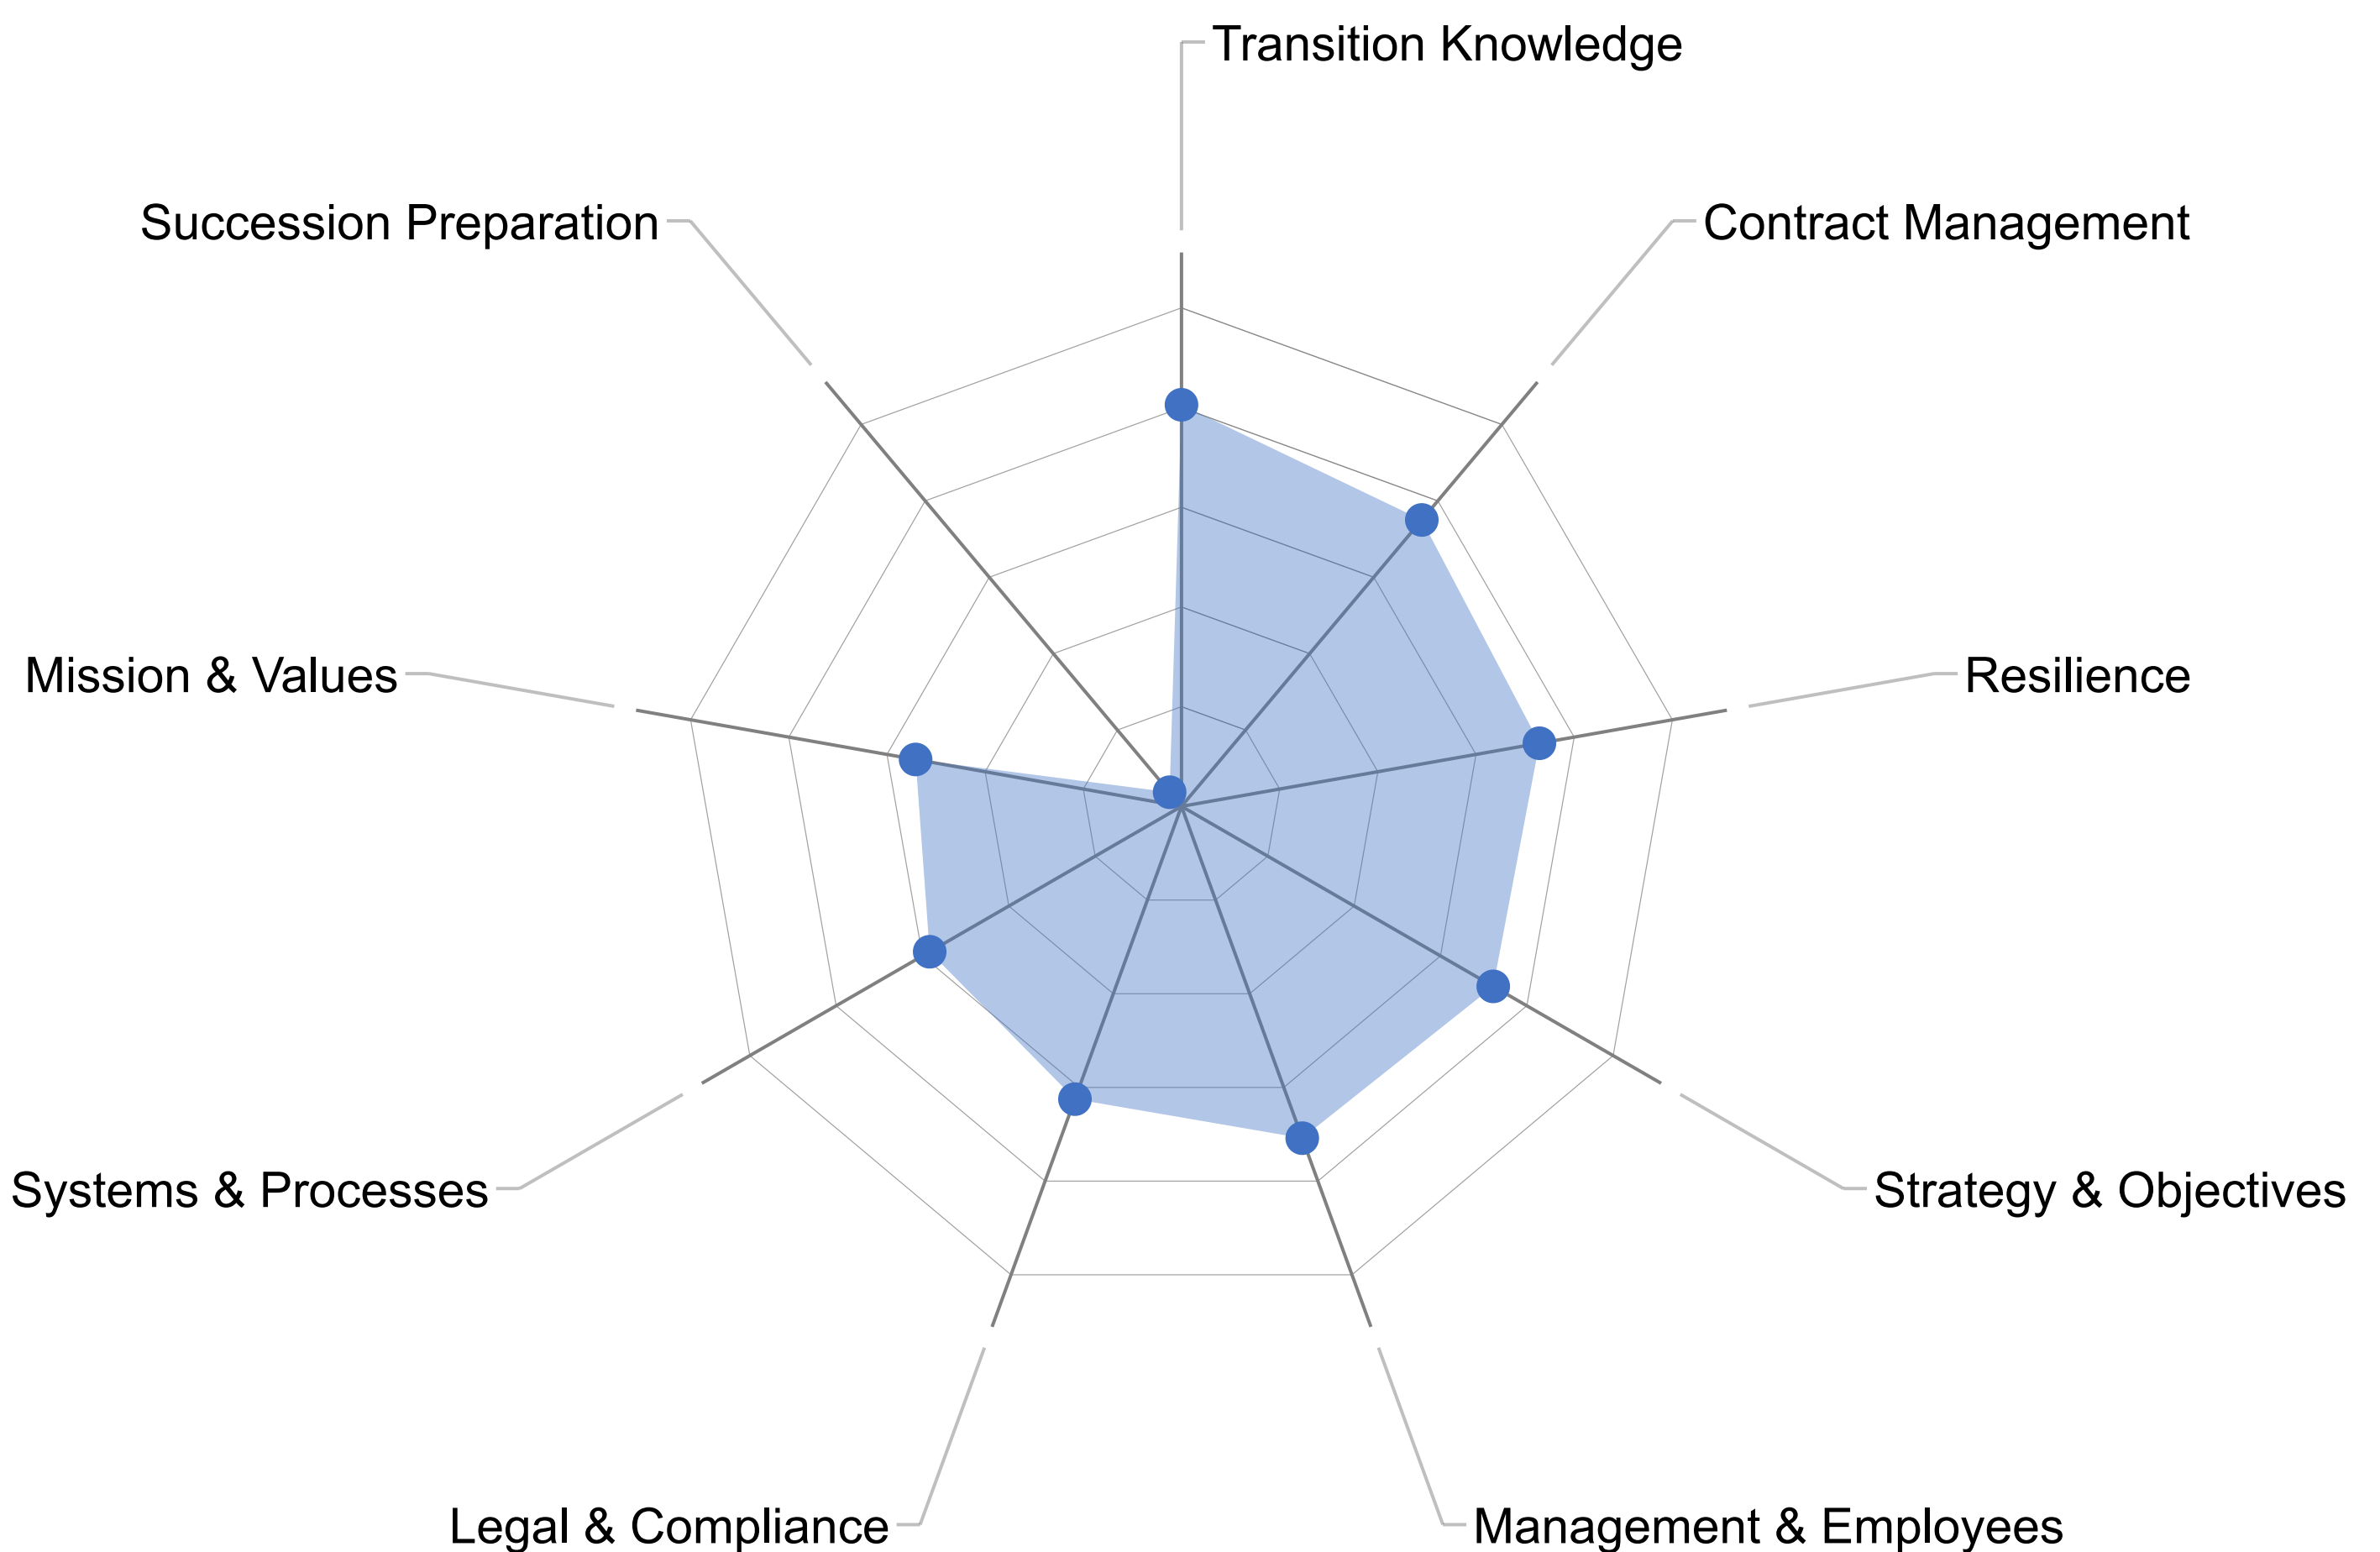 Transition Knowledge
Succession Preparation
Contract Management
Mission & Values
Resilience
Systems & Processes
Strategy & Objectives
Legal & Compliance
Management & Employees